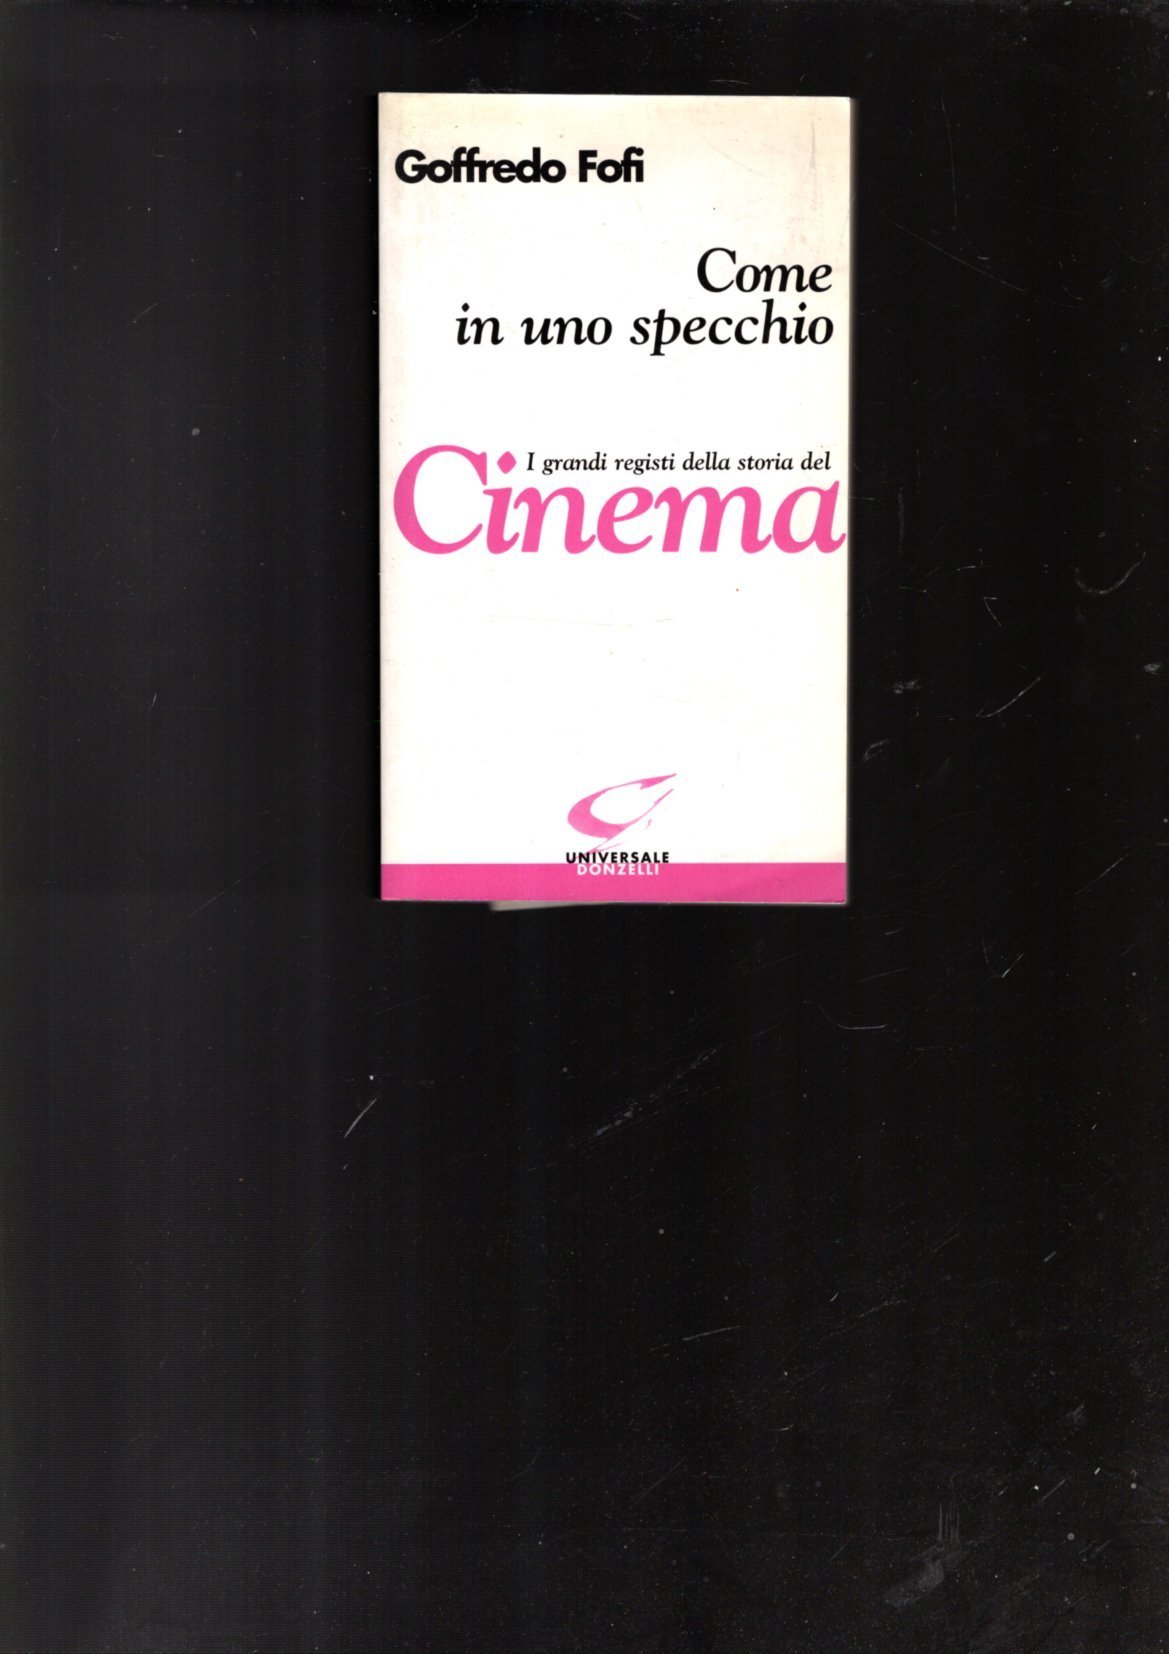 Goffredo Fofi
Come
in uno specchio
I grandi registi della storia del
Cinema
UNIVERSALE
DONZELLI